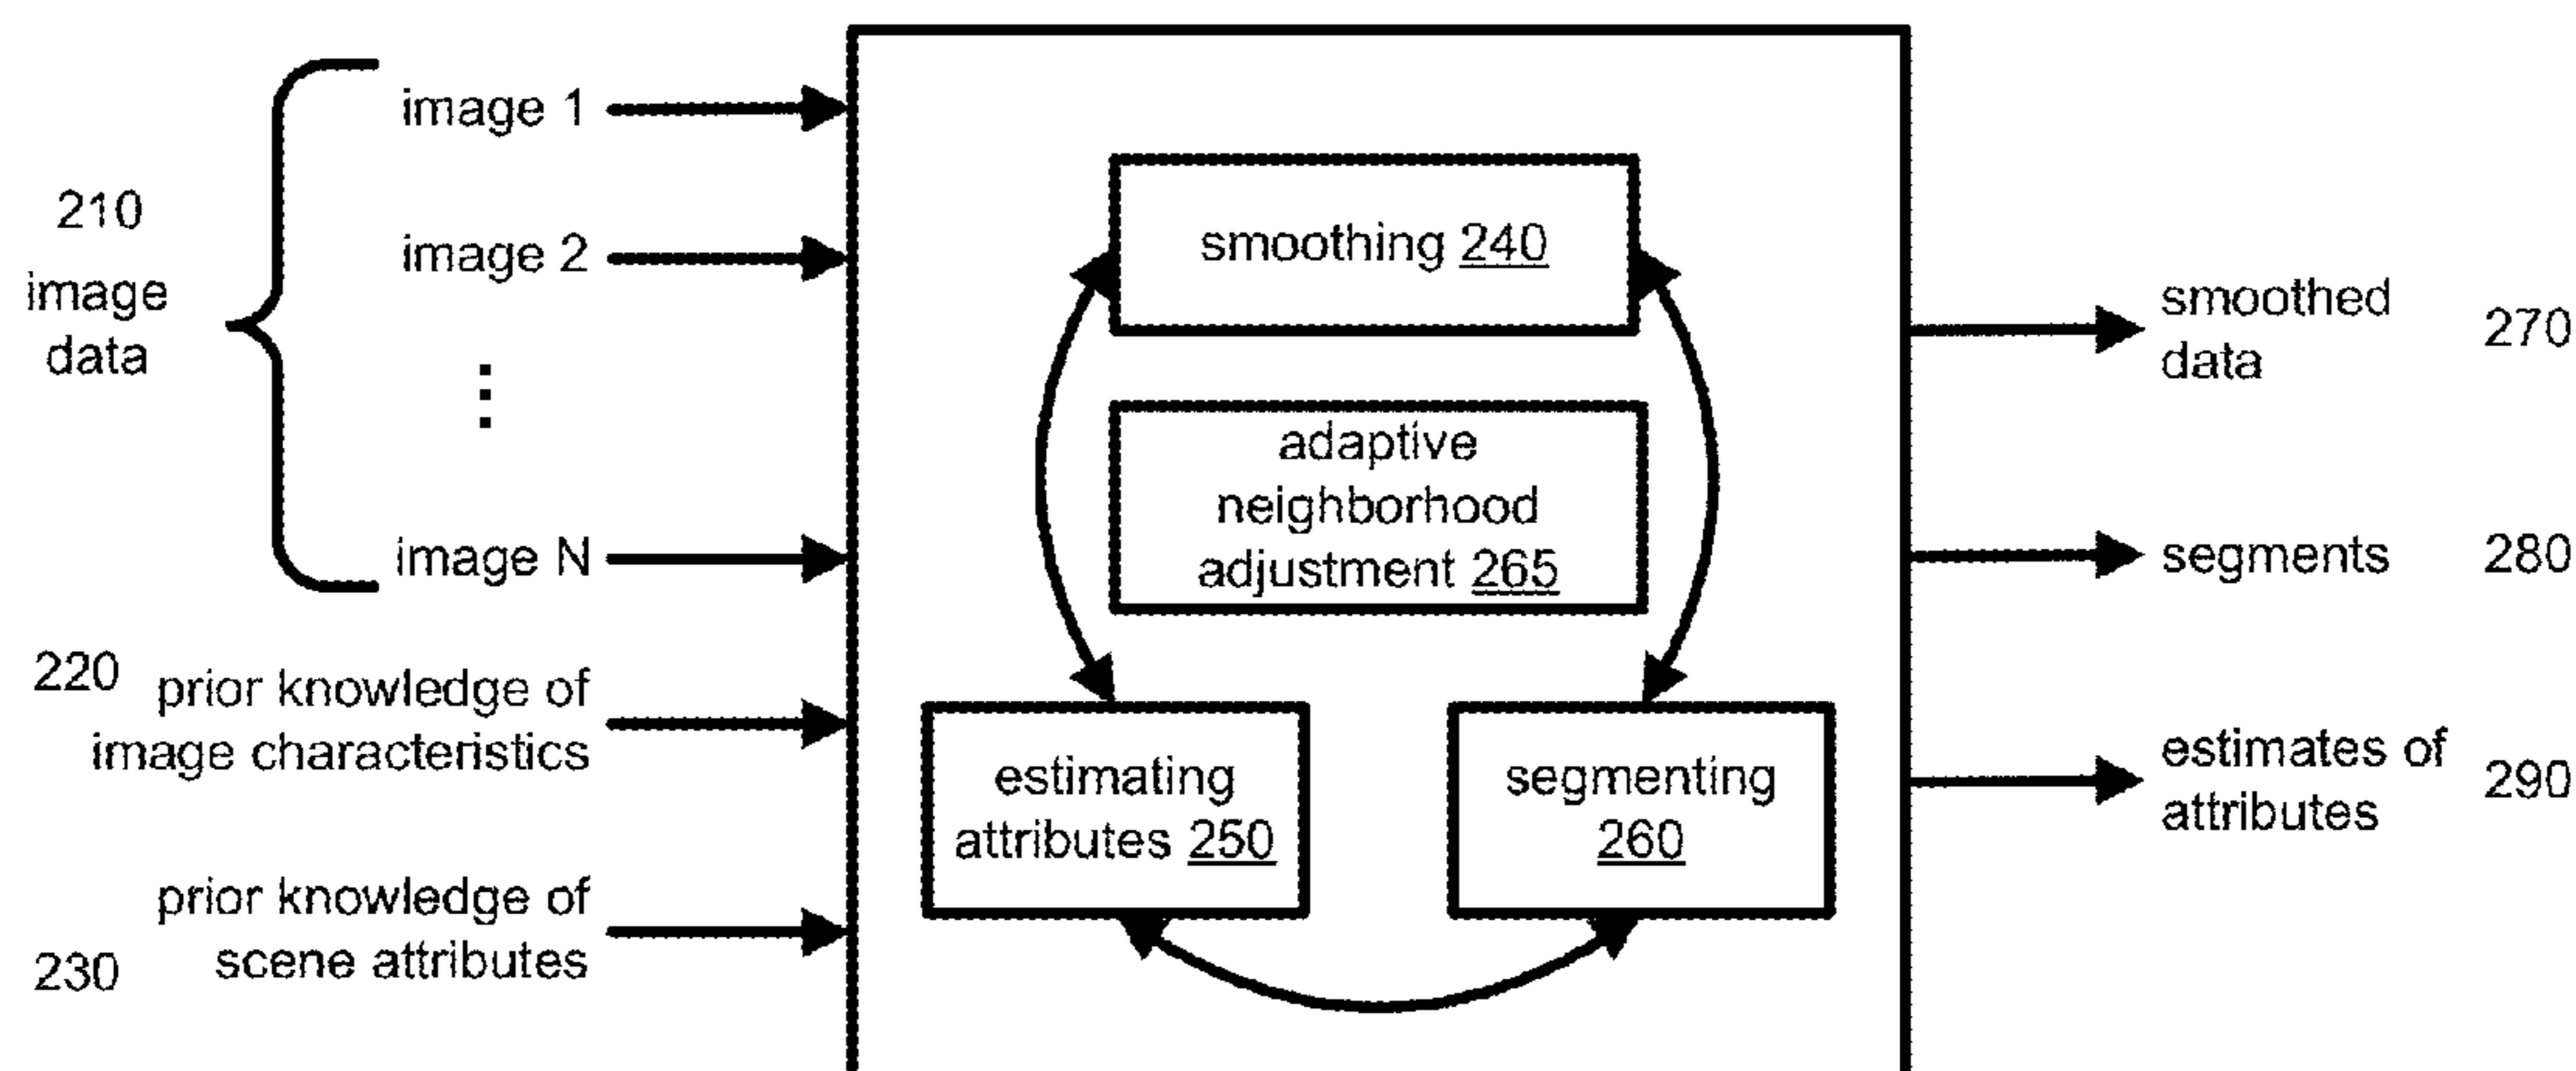 210
image
data
image 1
image 2
⋮
image N
220
prior knowledge of
image characteristics
prior knowledge of
scene attributes
230
smoothing 240
adaptive
neighborhood
adjustment 265
estimating
attributes 250
segmenting
260
smoothed
data
270
segments 280
estimates of
attributes
290